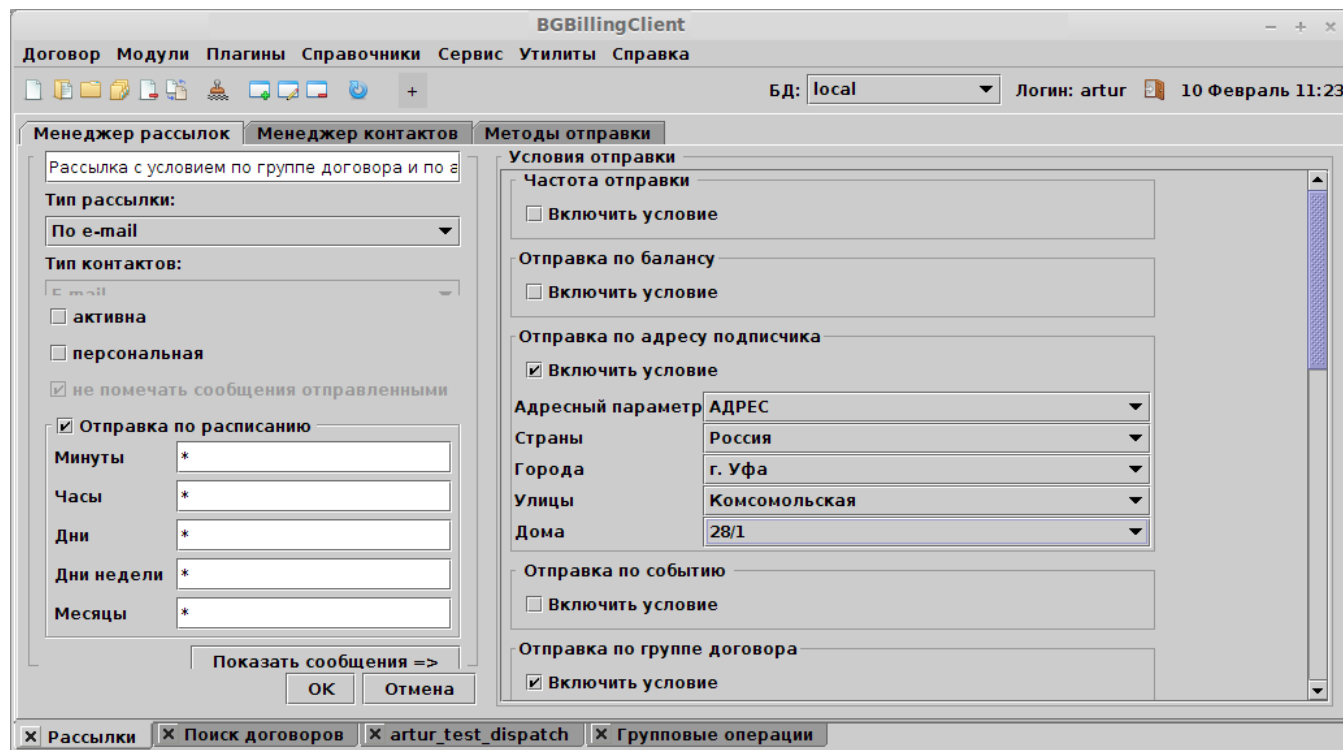 BGBillingClient
Договор Модули Плагины Справочники Сервис Утилиты Справка
+ БД: local Логин: artur 10 Февраль 11:23
Менеджер рассылок Менеджер контактов Методы отправки
Рассылка с условием по группе договора и по а
Тип рассылки:
По e-mail
Тип контактов:
E-mail
активна
персональная
не помечать сообщения отправленными
Отправка по расписанию
Минуты *
Часы *
Дни *
Дни недели *
Месяцы *
Показать сообщения =>
OK Отмена
Условия отправки
Частота отправки
Включить условие
Отправка по балансу
Включить условие
Отправка по адресу подписчика
Включить условие
Адресный параметр АДРЕС
Страны Россия
Города г. Уфа
Улицы Комсомольская
Дома 28/1
Отправка по событию
Включить условие
Отправка по группе договора
Включить условие
Рассылки Поиск договоров artur_test_dispatch Групповые операции